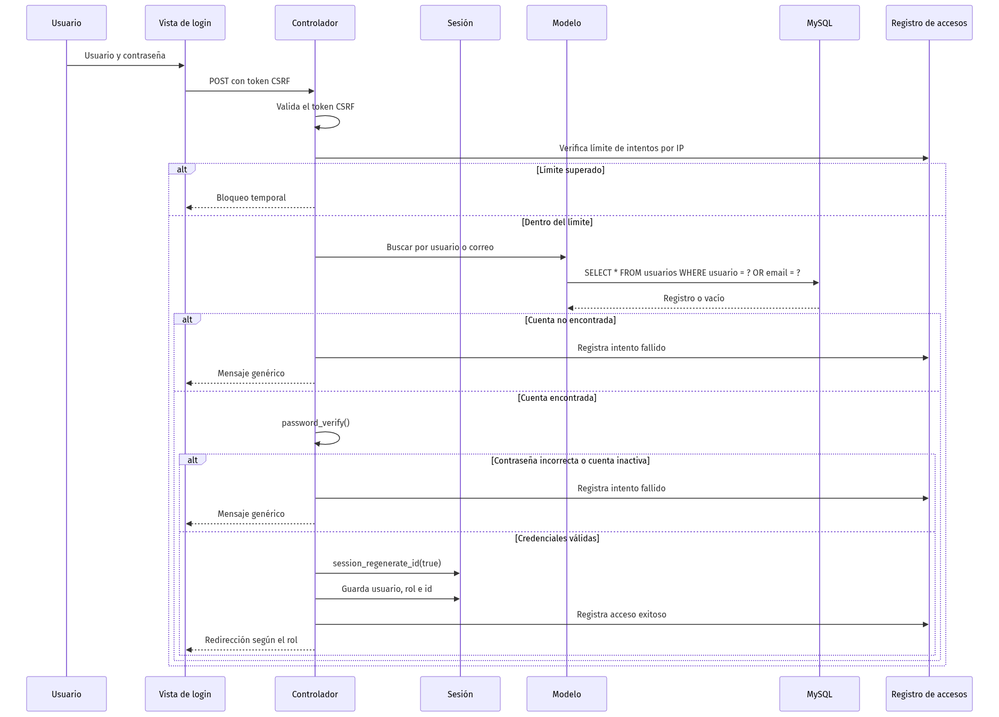 Usuario
Vista de login
Controlador
Sesión
Modelo
MySQL
Registro de accesos
Usuario y contraseña
POST con token CSRF
Valida el token CSRF
Verifica límite de intentos por IP
alt
[Límite superado]
Bloqueo temporal
[Dentro del límite]
Buscar por usuario o correo
SELECT * FROM usuarios WHERE usuario = ? OR email = ?
Registro o vacío
alt
[Cuenta no encontrada]
Registra intento fallido
Mensaje genérico
[Cuenta encontrada]
password_verify()
alt
[Contraseña incorrecta o cuenta inactiva]
Registra intento fallido
Mensaje genérico
[Credenciales válidas]
session_regenerate_id(true)
Guarda usuario, rol e id
Registra acceso exitoso
Redirección según el rol
Usuario
Vista de login
Controlador
Sesión
Modelo
MySQL
Registro de accesos